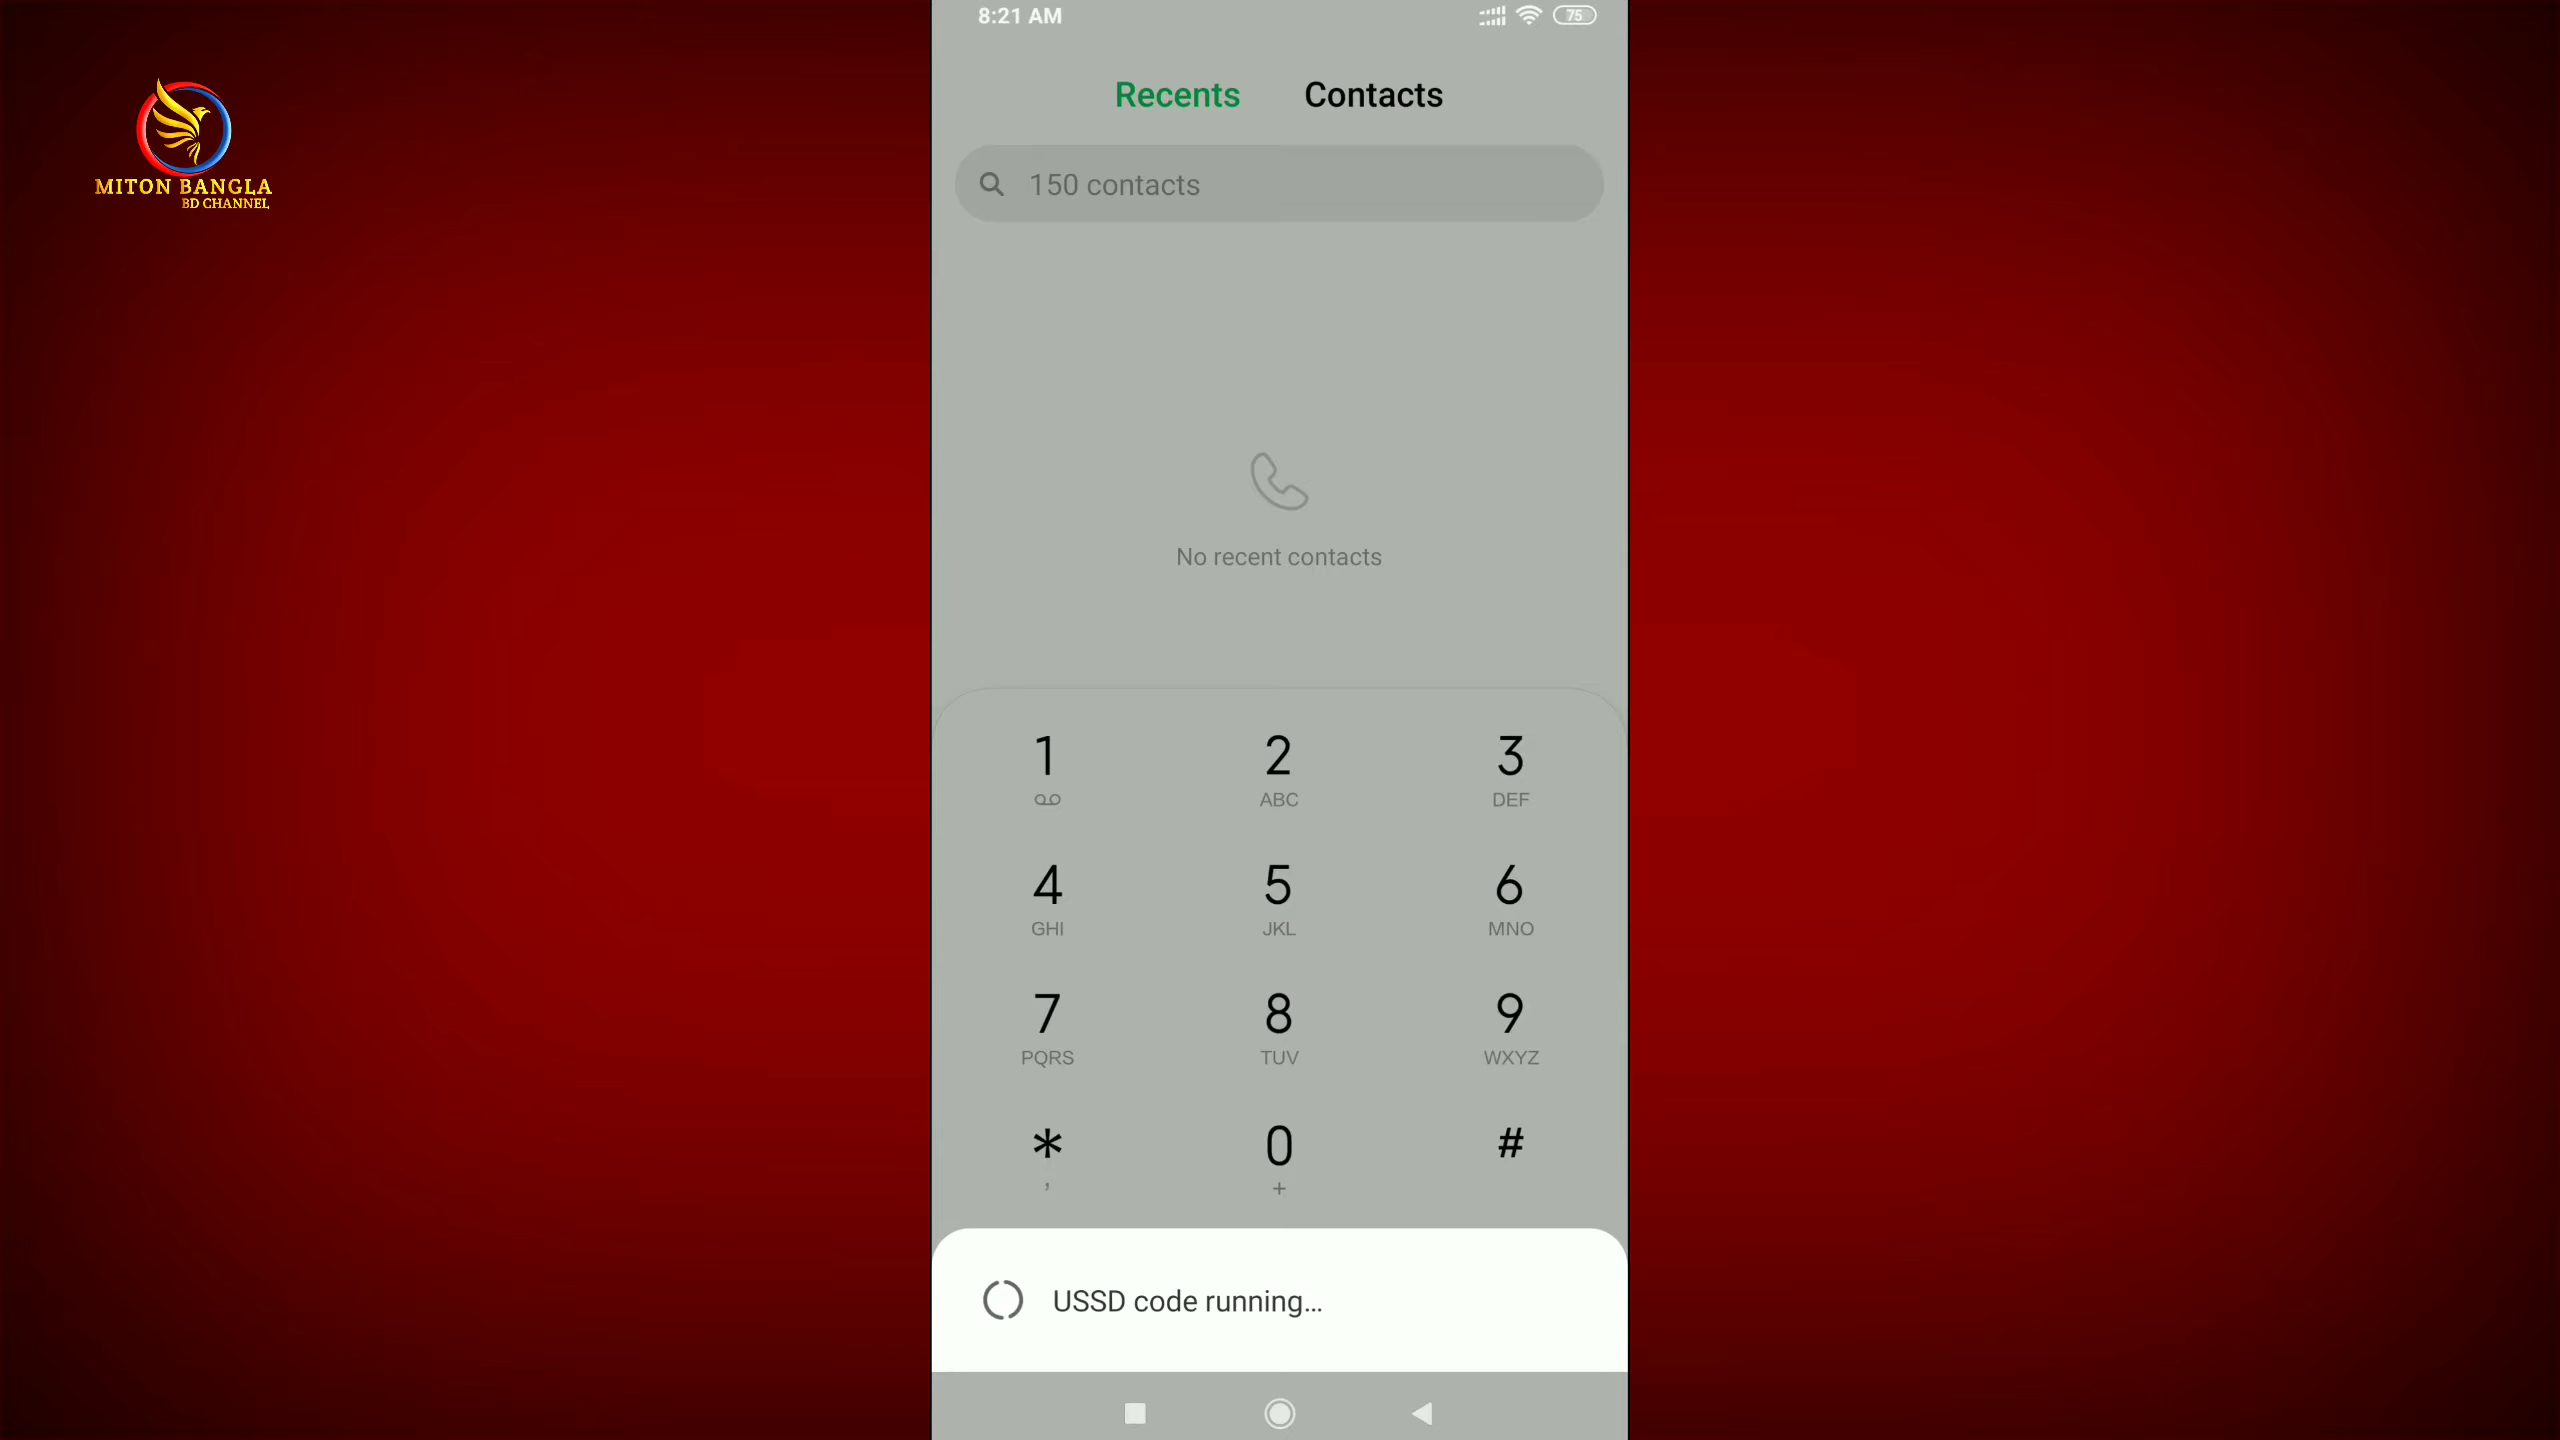 8:21 AM
75
MITON BANGLA
BD CHANNEL
Recents Contacts
150 contacts
No recent contacts
1 2 3
ABC DEF
4 5 6
GHI JKL MNO
7 8 9
PQRS TUV WXYZ
* 0 #
, +
USSD code running...